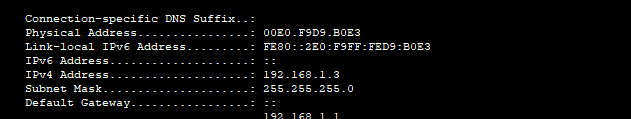 Connection-specific DNS Suffix..:
Physical Address................: 00E0.F9D9.B0E3
Link-local IPv6 Address.........: FE80::2E0:F9FF:FED9:B0E3
IPv6 Address....................: ::
IPv4 Address....................: 192.168.1.3
Subnet Mask.....................: 255.255.255.0
Default Gateway.................: ::
192.168.1.1